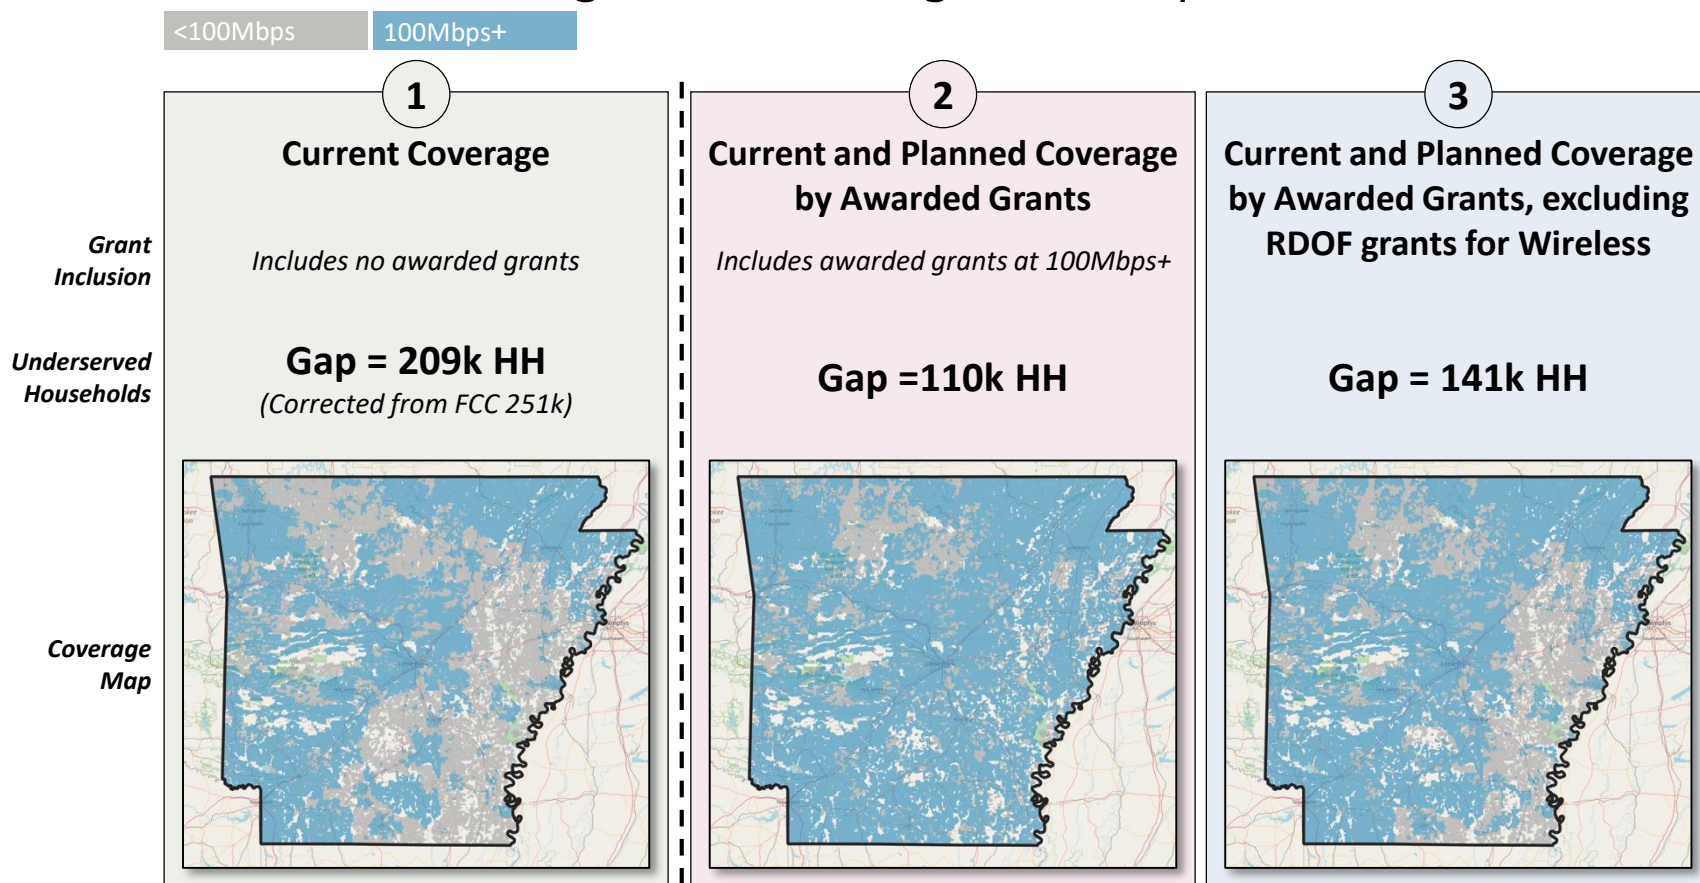 <100Mbps
100Mbps+
1
Current Coverage
Includes no awarded grants
Gap = 209k HH
(Corrected from FCC 251k)
2
Current and Planned Coverage
by Awarded Grants
Includes awarded grants at 100Mbps+
Gap =110k HH
3
Current and Planned Coverage
by Awarded Grants, excluding
RDOF grants for Wireless
Gap = 141k HH
Grant
Inclusion
Underserved
Households
Coverage
Map